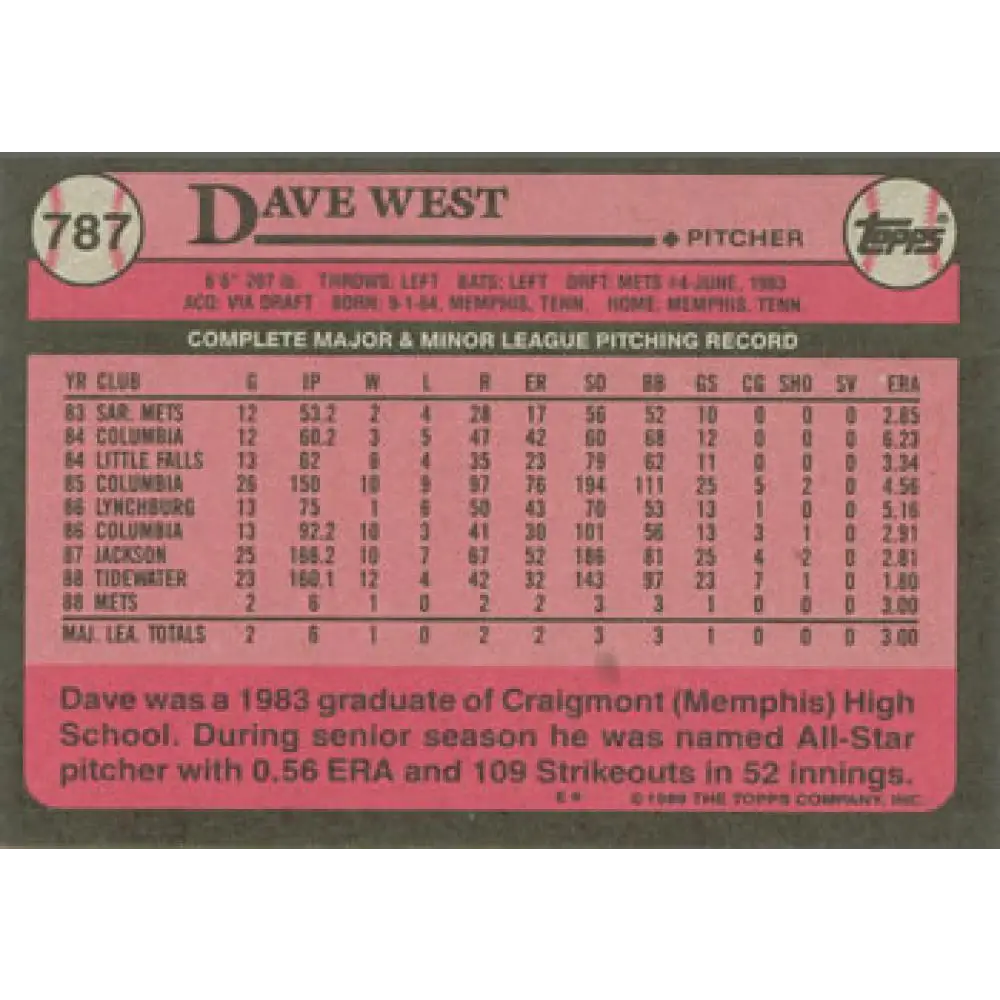 787
DAVE WEST
PITCHER
TOPPS®
6'6" 207 lb. THROWS: LEFT BATS: LEFT DRFT: METS #4-JUNE, 1983
ACQ: VIA DRAFT BORN: 9-1-64, MEMPHIS, TENN. HOME: MEMPHIS, TENN
COMPLETE MAJOR & MINOR LEAGUE PITCHING RECORD
YR CLUB G IP W L R ER SO BB GS CG SHO SV ERA
83 SAR. METS 12 53.2 2 4 28 17 56 52 10 0 0 0 2.85
84 COLUMBIA 12 60.2 3 5 47 42 60 68 12 0 0 0 6.23
84 LITTLE FALLS 13 62 6 4 35 23 79 62 11 0 0 0 3.34
85 COLUMBIA 26 150 10 9 97 76 194 111 25 5 2 0 4.56
86 LYNCHBURG 13 75 1 6 50 43 70 53 13 1 0 0 5.16
86 COLUMBIA 13 92.2 10 3 41 30 101 56 13 3 1 0 2.91
87 JACKSON 25 166.2 10 7 67 52 186 81 25 4 2 0 2.81
88 TIDEWATER 23 160.1 12 4 42 32 143 97 23 7 1 0 1.80
88 METS 2 6 1 0 2 2 3 3 1 0 0 0 3.00
MAJ. LEA. TOTALS 2 6 1 0 2 2 3 3 1 0 0 0 3.00
Dave was a 1983 graduate of Craigmont (Memphis) High
School. During senior season he was named All-Star
pitcher with 0.56 ERA and 109 Strikeouts in 52 innings.
© 1989 THE TOPPS COMPANY, INC.